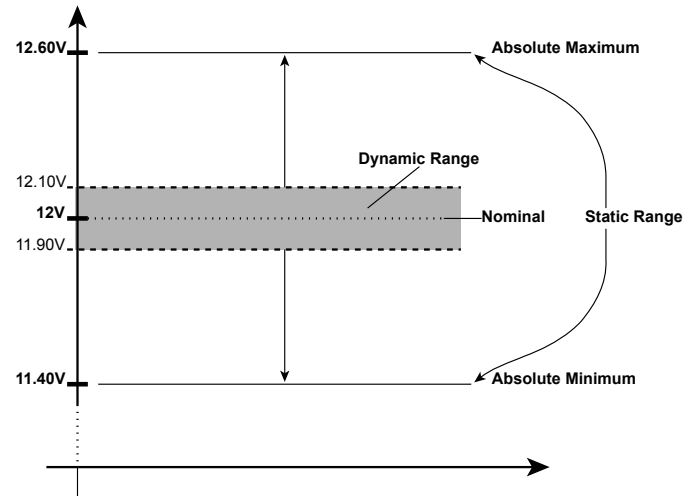 12.60V
Absolute Maximum
Dynamic Range
12.10V
12V
Nominal
Static Range
11.90V
11.40V
Absolute Minimum